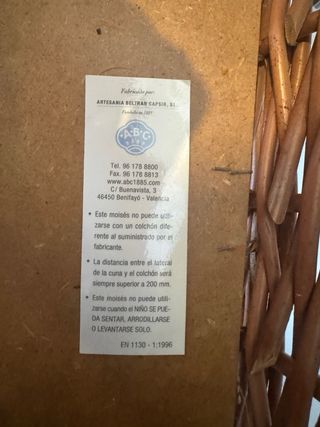 Fabricado por:
ARTESANIA BELTRAN CAPSIR, SL
Fundada en 1885
A·B·C
Tel. 96 178 8800
Fax. 96 178 8813
www.abc1885.com
C/ Buenavista, 3
46450 Benifayó - Valencia
• Este moisés no puede utili-
zarse con un colchón dife-
rente al suministrado por el
fabricante.
• La distancia entre el lateral
de la cuna y el colchón será
siempre superior a 200 mm.
• Este moisés no puede utili-
zarse cuando el NIÑO SE PUE-
DA SENTAR, ARRODILLARSE
O LEVANTARSE SOLO.
EN 1130 - 1:1996